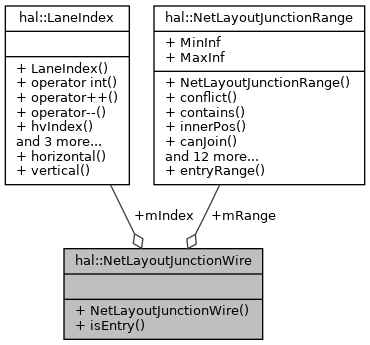 hal::LaneIndex
+ LaneIndex()
+ operator int()
+ operator++()
+ operator--()
+ hvIndex()
and 3 more...
+ horizontal()
+ vertical()
hal::NetLayoutJunctionRange
+ MinInf
+ MaxInf
+ NetLayoutJunctionRange()
+ conflict()
+ contains()
+ innerPos()
+ canJoin()
and 12 more...
+ entryRange()
+mIndex
+mRange
hal::NetLayoutJunctionWire
+ NetLayoutJunctionWire()
+ isEntry()